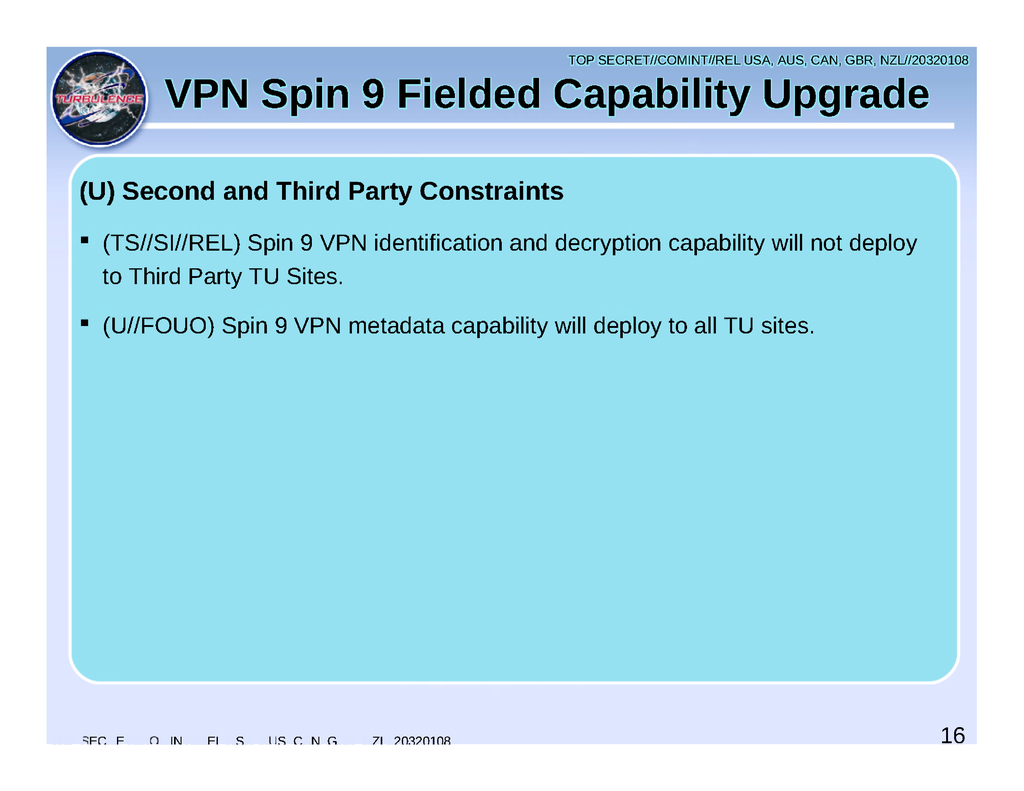 TOP SECRET//COMINT//REL USA, AUS, CAN, GBR, NZL//20320108
TURBULENSE
VPN Spin 9 Fielded Capability Upgrade
(U) Second and Third Party Constraints
▪ (TS//SI//REL) Spin 9 VPN identification and decryption capability will not deploy
to Third Party TU Sites.
▪ (U//FOUO) Spin 9 VPN metadata capability will deploy to all TU sites.
20320108
16